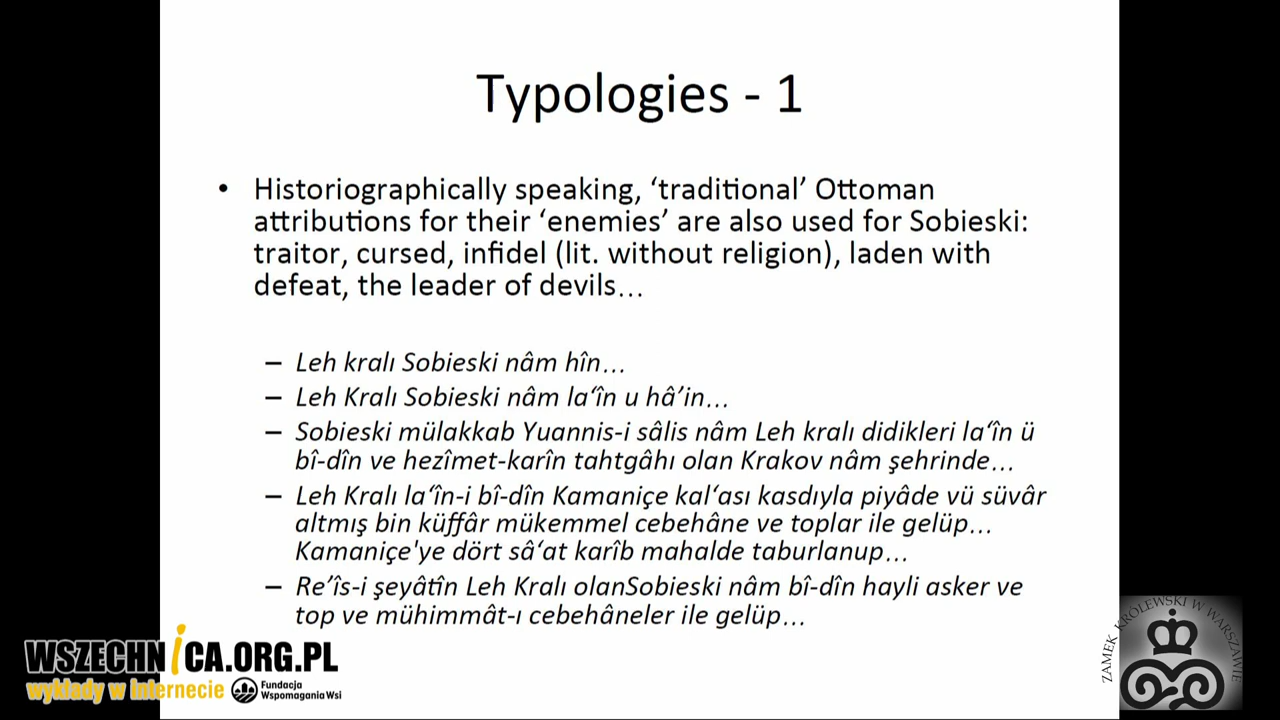 Typologies - 1
• Historiographically speaking, ‘traditional’ Ottoman
attributions for their ‘enemies’ are also used for Sobieski:
traitor, cursed, infidel (lit. without religion), laden with
defeat, the leader of devils…
– Leh kralı Sobieski nâm hîn…
– Leh Kralı Sobieski nâm la‘în u hâ’in…
– Sobieski mülakkab Yuannis-i sâlis nâm Leh kralı didikleri la‘în ü
bî-dîn ve hezîmet-karîn tahtgâhı olan Krakov nâm şehrinde…
– Leh Kralı la‘în-i bî-dîn Kamaniçe kal‘ası kasdıyla piyâde vü süvâr
altmış bin küffâr mükemmel cebehâne ve toplar ile gelüp…
Kamaniçe'ye dört sâ‘at karîb mahalde taburlanup…
– Re’îs-i şeyâtîn Leh Kralı olanSobieski nâm bî-dîn hayli asker ve
top ve mühimmât-ı cebehâneler ile gelüp…
WSZECHNiCA.ORG.PL
wykłady w Internecie
Fundacja
Wspomagania Wsi
ZAMEK KRÓLEWSKI W WARSZAWIE